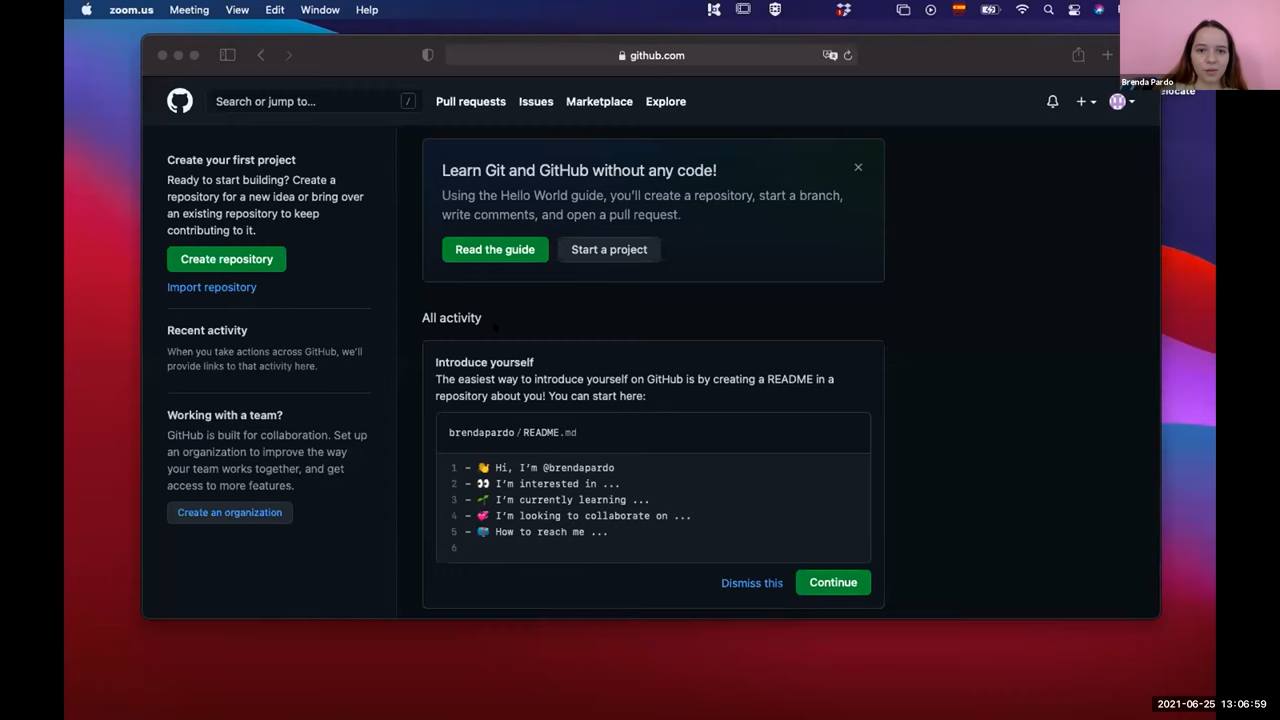 zoom.us Meeting View Edit Window Help
github.com
Brenda Pardo
elocate
Search or jump to... / Pull requests Issues Marketplace Explore
Create your first project
Ready to start building? Create a
repository for a new idea or bring over
an existing repository to keep
contributing to it.
Create repository
Import repository
Recent activity
When you take actions across GitHub, we'll
provide links to that activity here.
Working with a team?
GitHub is built for collaboration. Set up
an organization to improve the way
your team works together, and get
access to more features.
Create an organization
Learn Git and GitHub without any code!
Using the Hello World guide, you'll create a repository, start a branch,
write comments, and open a pull request.
Read the guide Start a project
All activity
Introduce yourself
The easiest way to introduce yourself on GitHub is by creating a README in a
repository about you! You can start here:
brendapardo/README.md
1 - 👋 Hi, I'm @brendapardo
2 - 👀 I'm interested in ...
3 - 🌱 I'm currently learning ...
4 - 💞️ I'm looking to collaborate on ...
5 - 📫 How to reach me ...
6
Dismiss this Continue
2021-06-25 13:06:59